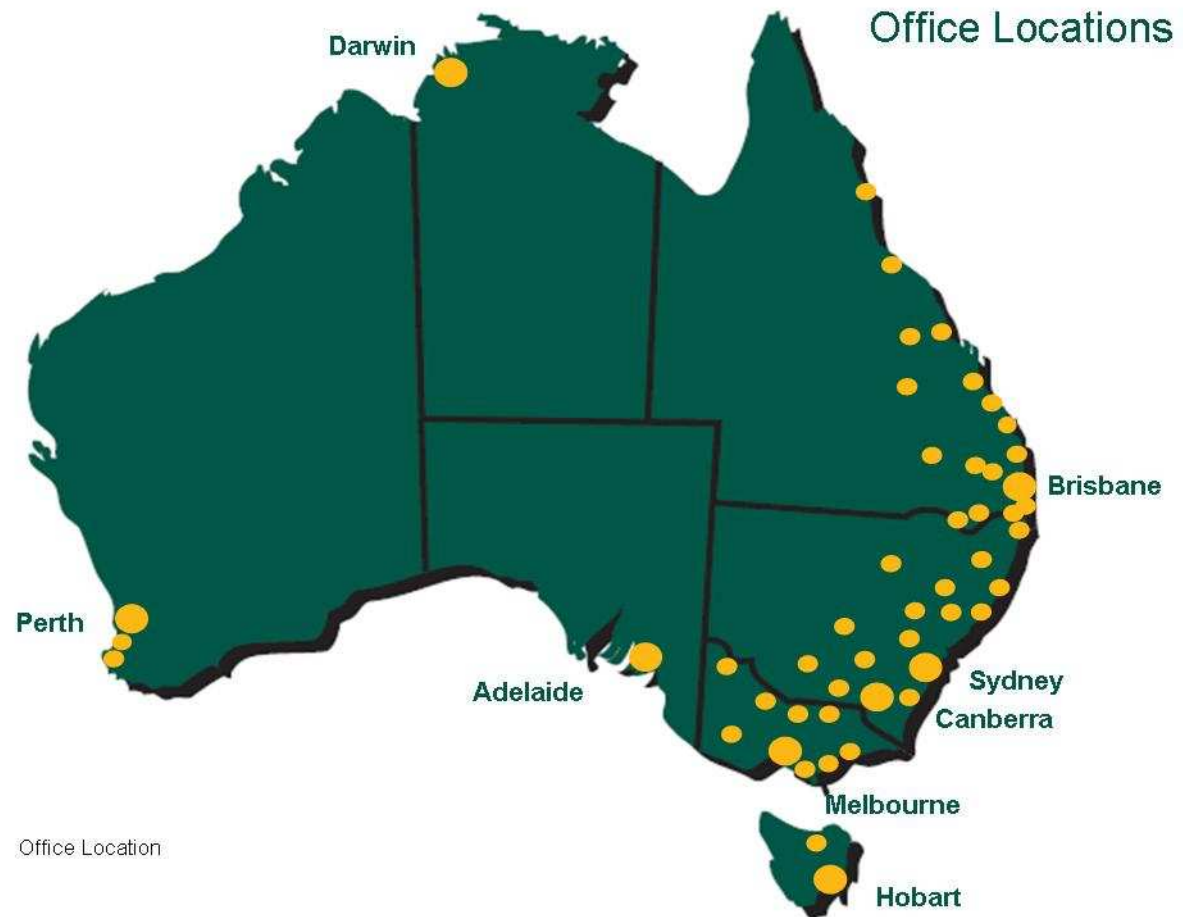 Office Locations
Darwin
Brisbane
Perth
Adelaide
Sydney
Canberra
Melbourne
Office Location
Hobart